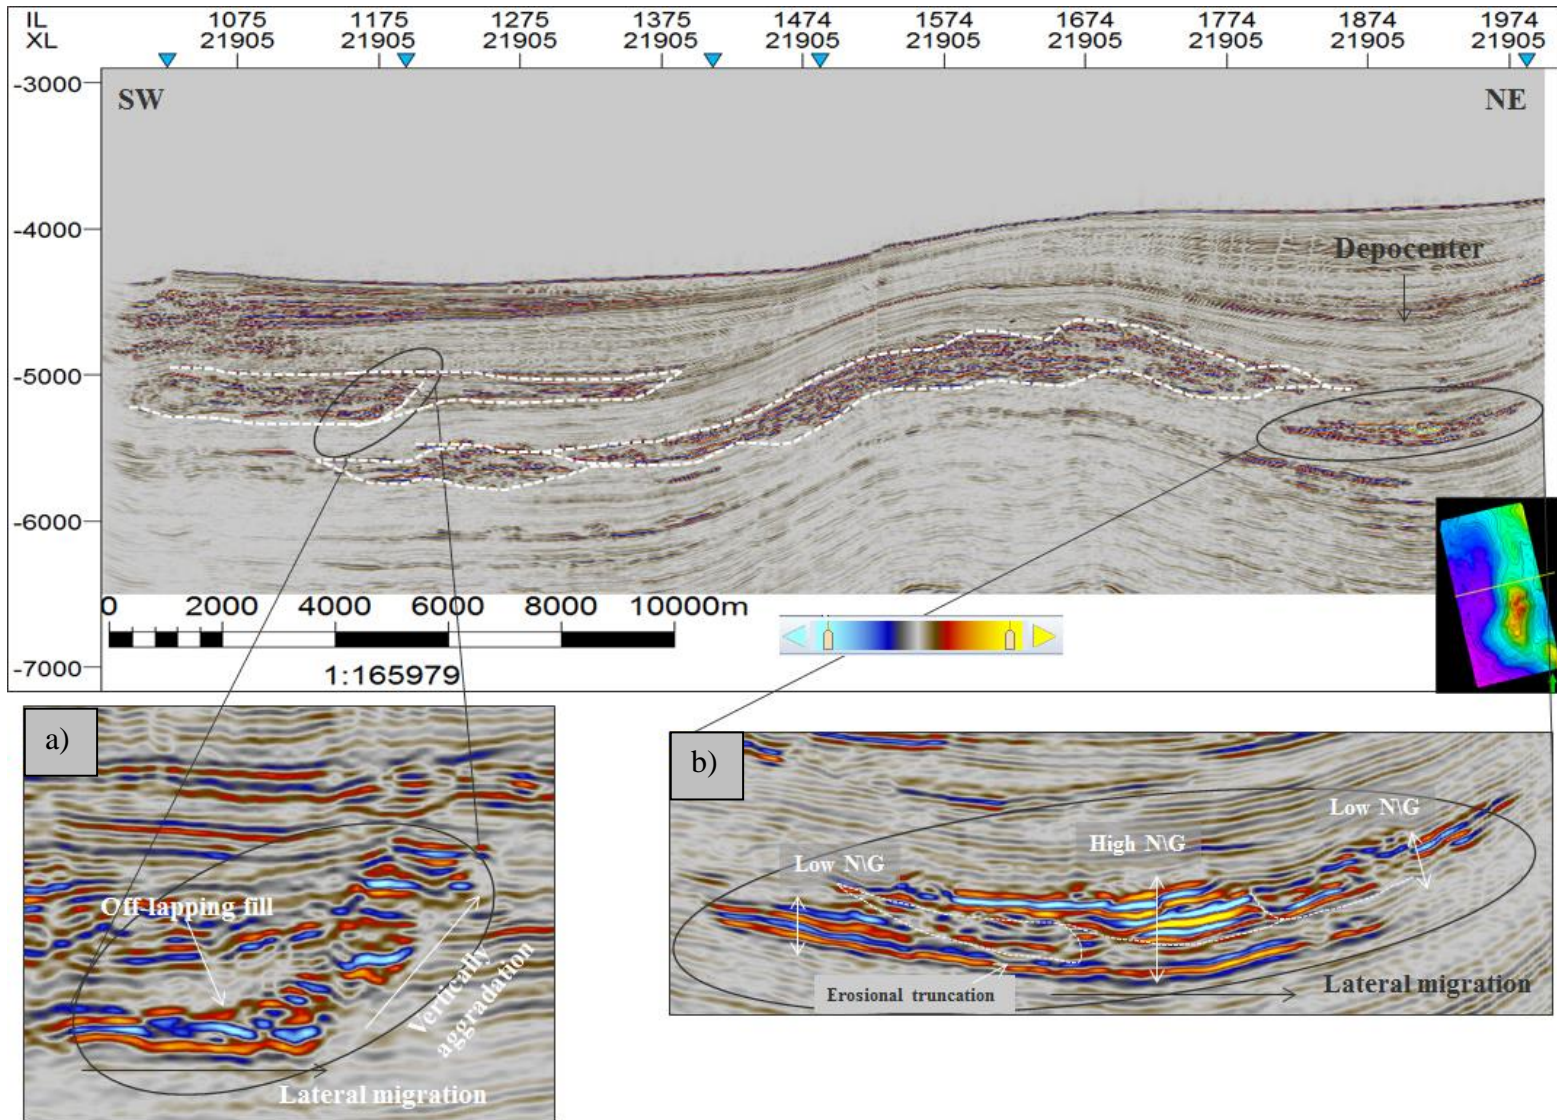 IL 1075 1175 1275 1375 1474 1574 1674 1774 1874 1974
XL 21905 21905 21905 21905 21905 21905 21905 21905 21905 21905
-3000
SW NE
-4000
Depocenter
-5000
-6000
0 2000 4000 6000 8000 10000m
-7000
1:165979
a)
Off-lapping fill
Vertically
aggradation
Lateral migration
b)
Low N\G
High N\G
Low N\G
Erosional truncation
Lateral migration